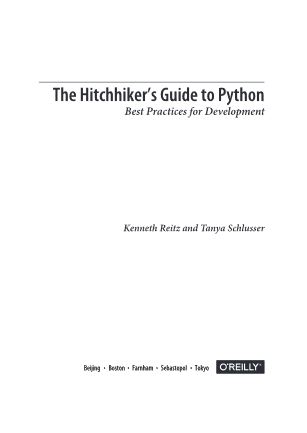 The Hitchhiker's Guide to Python
Best Practices for Development
Kenneth Reitz and Tanya Schlusser
Beijing • Boston • Farnham • Sebastopol • Tokyo O'REILLY®